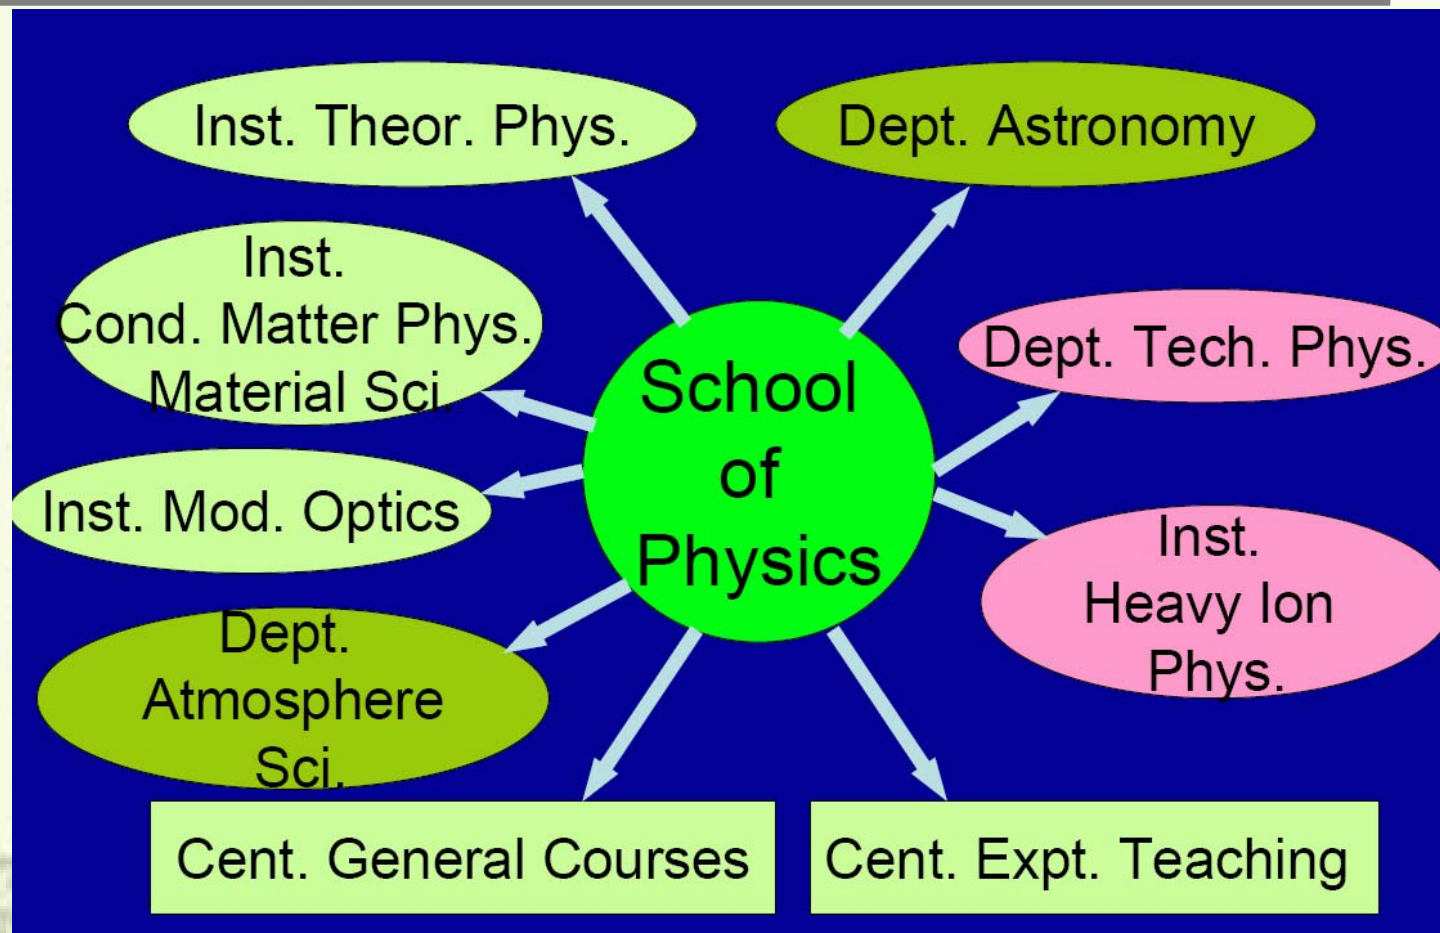 Inst. Theor. Phys.
Dept. Astronomy
Inst.
Cond. Matter Phys.
Material Sci.
School
of
Physics
Dept. Tech. Phys.
Inst. Mod. Optics
Inst.
Heavy Ion
Phys.
Dept.
Atmosphere
Sci.
Cent. General Courses
Cent. Expt. Teaching